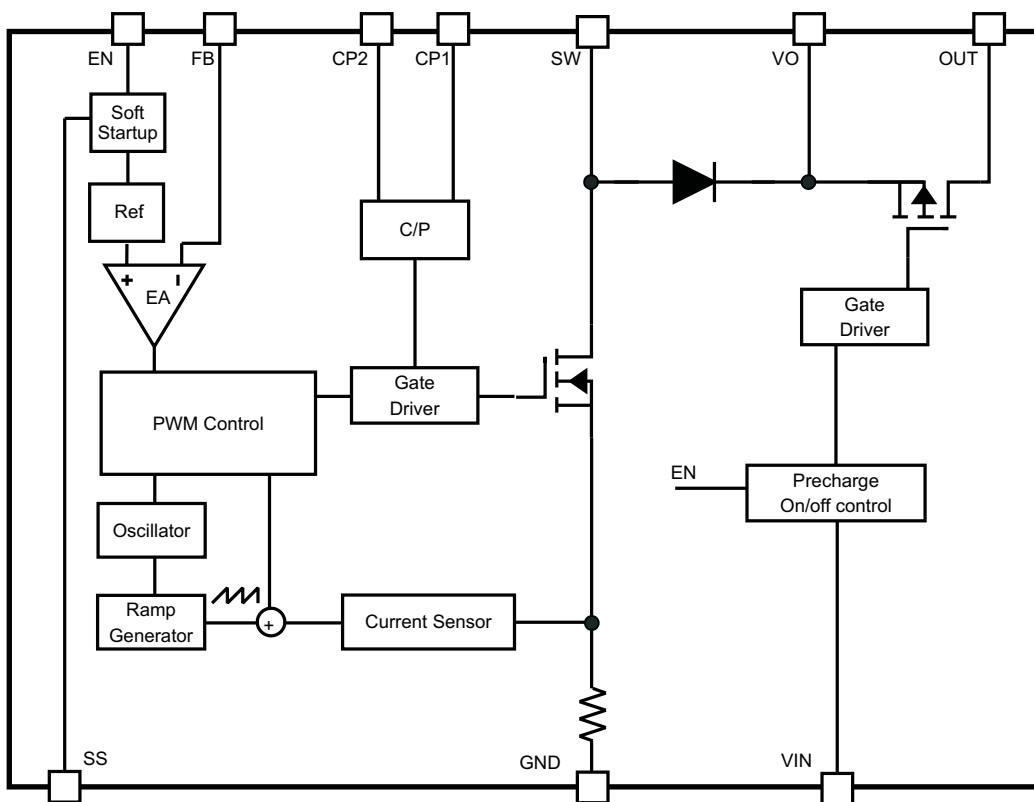 EN
FB
CP2
CP1
SW
VO
OUT
Soft
Startup
Ref
C/P
+
−
EA
Gate
Driver
Gate
Driver
PWM Control
EN
Precharge
On/off control
Oscillator
Ramp
Generator
+
Current Sensor
SS
GND
VIN